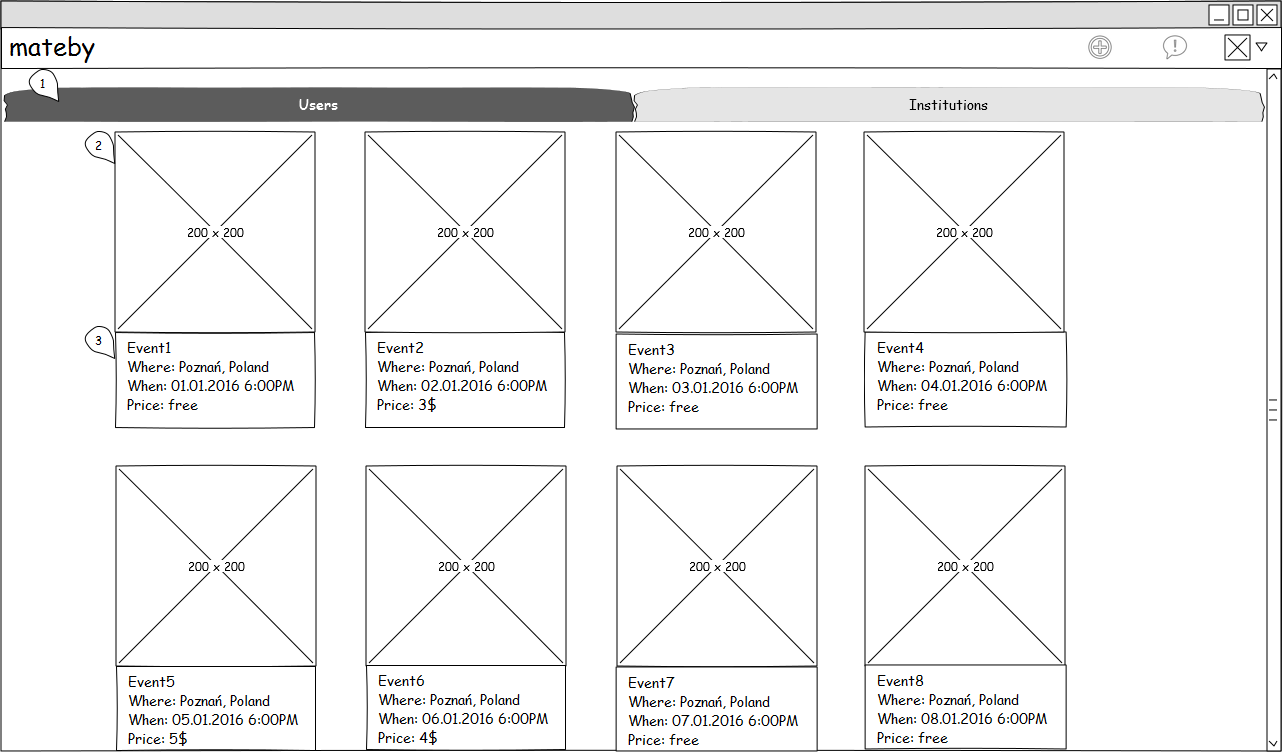 mateby
1
Users
Institutions
2
200 x 200
200 x 200
200 x 200
200 x 200
3
Event1
Where: Poznań, Poland
When: 01.01.2016 6:00PM
Price: free
Event2
Where: Poznań, Poland
When: 02.01.2016 6:00PM
Price: 3$
Event3
Where: Poznań, Poland
When: 03.01.2016 6:00PM
Price: free
Event4
Where: Poznań, Poland
When: 04.01.2016 6:00PM
Price: free
200 x 200
200 x 200
200 x 200
200 x 200
Event5
Where: Poznań, Poland
When: 05.01.2016 6:00PM
Price: 5$
Event6
Where: Poznań, Poland
When: 06.01.2016 6:00PM
Price: 4$
Event7
Where: Poznań, Poland
When: 07.01.2016 6:00PM
Price: free
Event8
Where: Poznań, Poland
When: 08.01.2016 6:00PM
Price: free